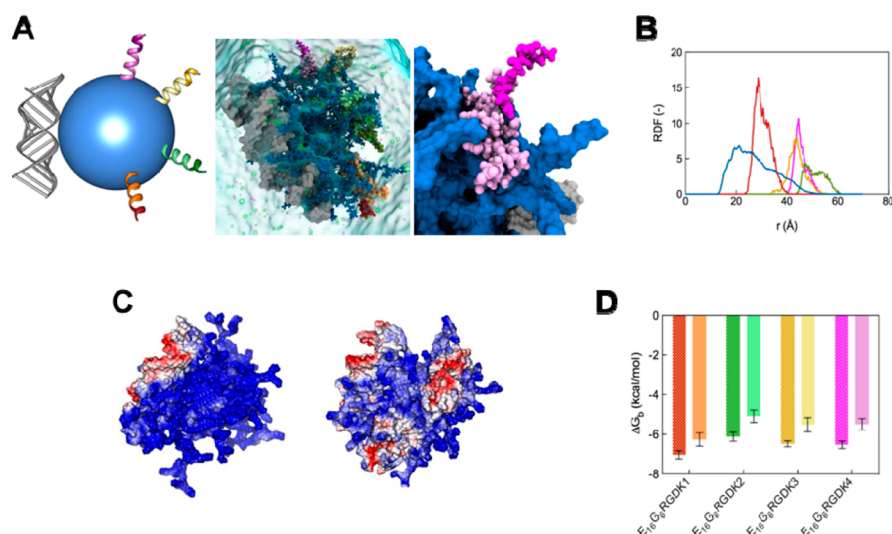 A
B
20
15
RDF (-)
10
5
0
0
20
40
60
80
r (Å)
C
D
0
-2
ΔG_b (kcal/mol)
-4
-6
-8
E₁₆G₆RGDK1
E₁₆G₆RGDK2
E₁₆G₆RGDK3
E₁₆G₆RGDK4